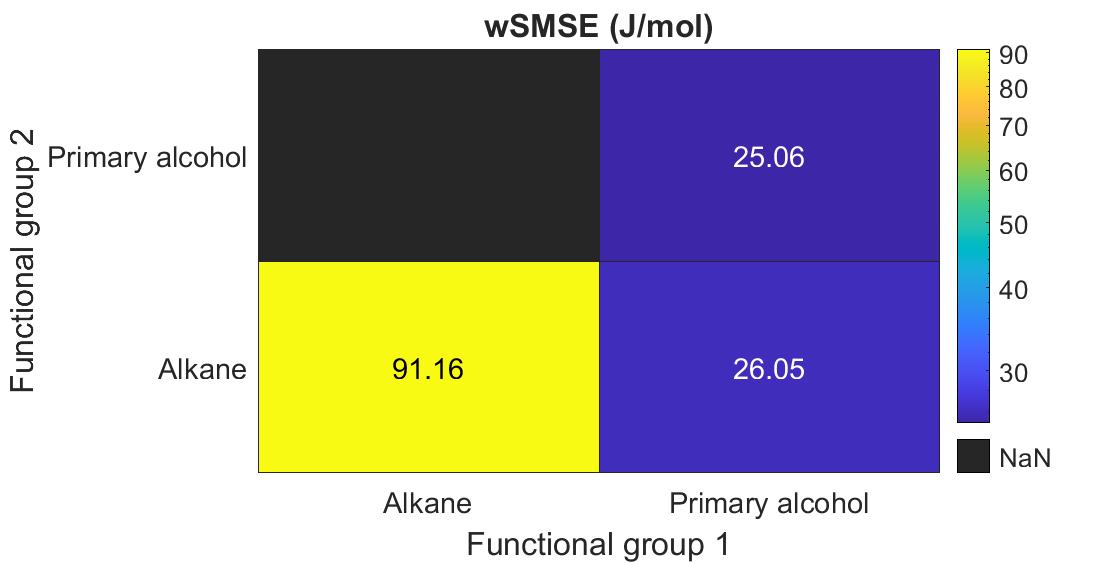 wSMSE (J/mol)
Functional group 2
Primary alcohol
Alkane
25.06
91.16
26.05
Alkane
Primary alcohol
Functional group 1
90
80
70
60
50
40
30
NaN